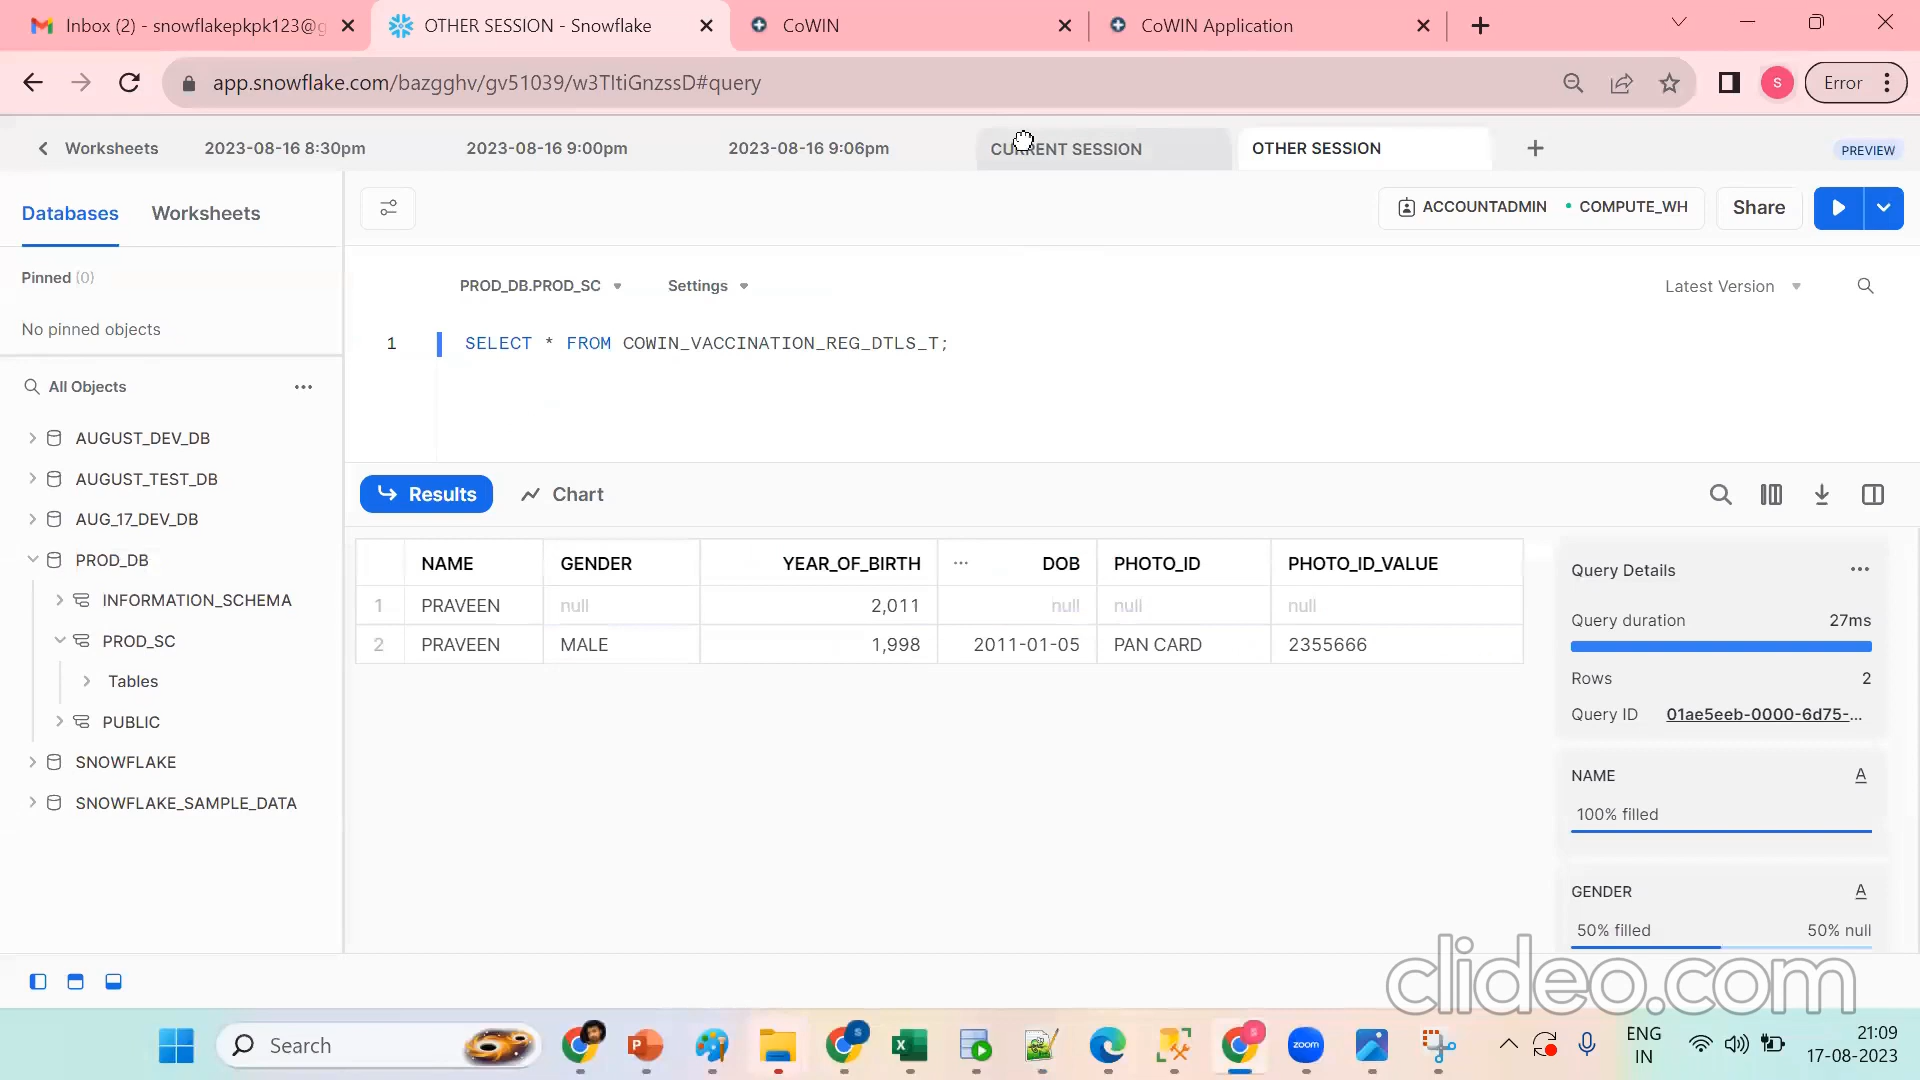 Inbox (2) - snowflakepkpk123@g
OTHER SESSION - Snowflake
CoWIN
CoWIN Application
app.snowflake.com/bazgghv/gv51039/w3TItiGnzssD#query
S
Error
Worksheets
2023-08-16 8:30pm
2023-08-16 9:00pm
2023-08-16 9:06pm
CURRENT SESSION
OTHER SESSION
PREVIEW
Databases
Worksheets
ACCOUNTADMIN
COMPUTE_WH
Share
Pinned (0)
No pinned objects
PROD_DB.PROD_SC
Settings
Latest Version
1
SELECT * FROM COWIN_VACCINATION_REG_DTLS_T;
All Objects
AUGUST_DEV_DB
AUGUST_TEST_DB
AUG_17_DEV_DB
PROD_DB
INFORMATION_SCHEMA
PROD_SC
Tables
PUBLIC
SNOWFLAKE
SNOWFLAKE_SAMPLE_DATA
Results
Chart
NAME GENDER YEAR_OF_BIRTH ... DOB PHOTO_ID PHOTO_ID_VALUE
1 PRAVEEN null 2,011 null null null
2 PRAVEEN MALE 1,998 2011-01-05 PAN CARD 2355666
Query Details
Query duration 27ms
Rows 2
Query ID 01ae5eeb-0000-6d75-...
NAME A
100% filled
GENDER A
50% filled 50% null
clideo.com
Search
zoom
ENG
IN
21:09
17-08-2023